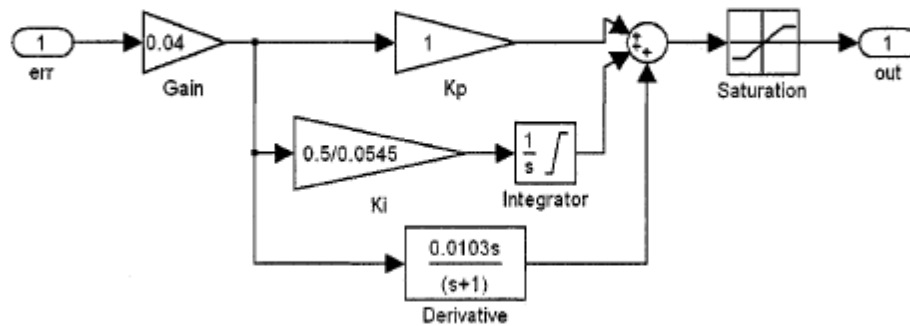 1
err
0.04
Gain
1
Kp
0.5/0.0545
Ki
1
s
Integrator
0.0103s
(s+1)
Derivative
+
+
+
Saturation
1
out